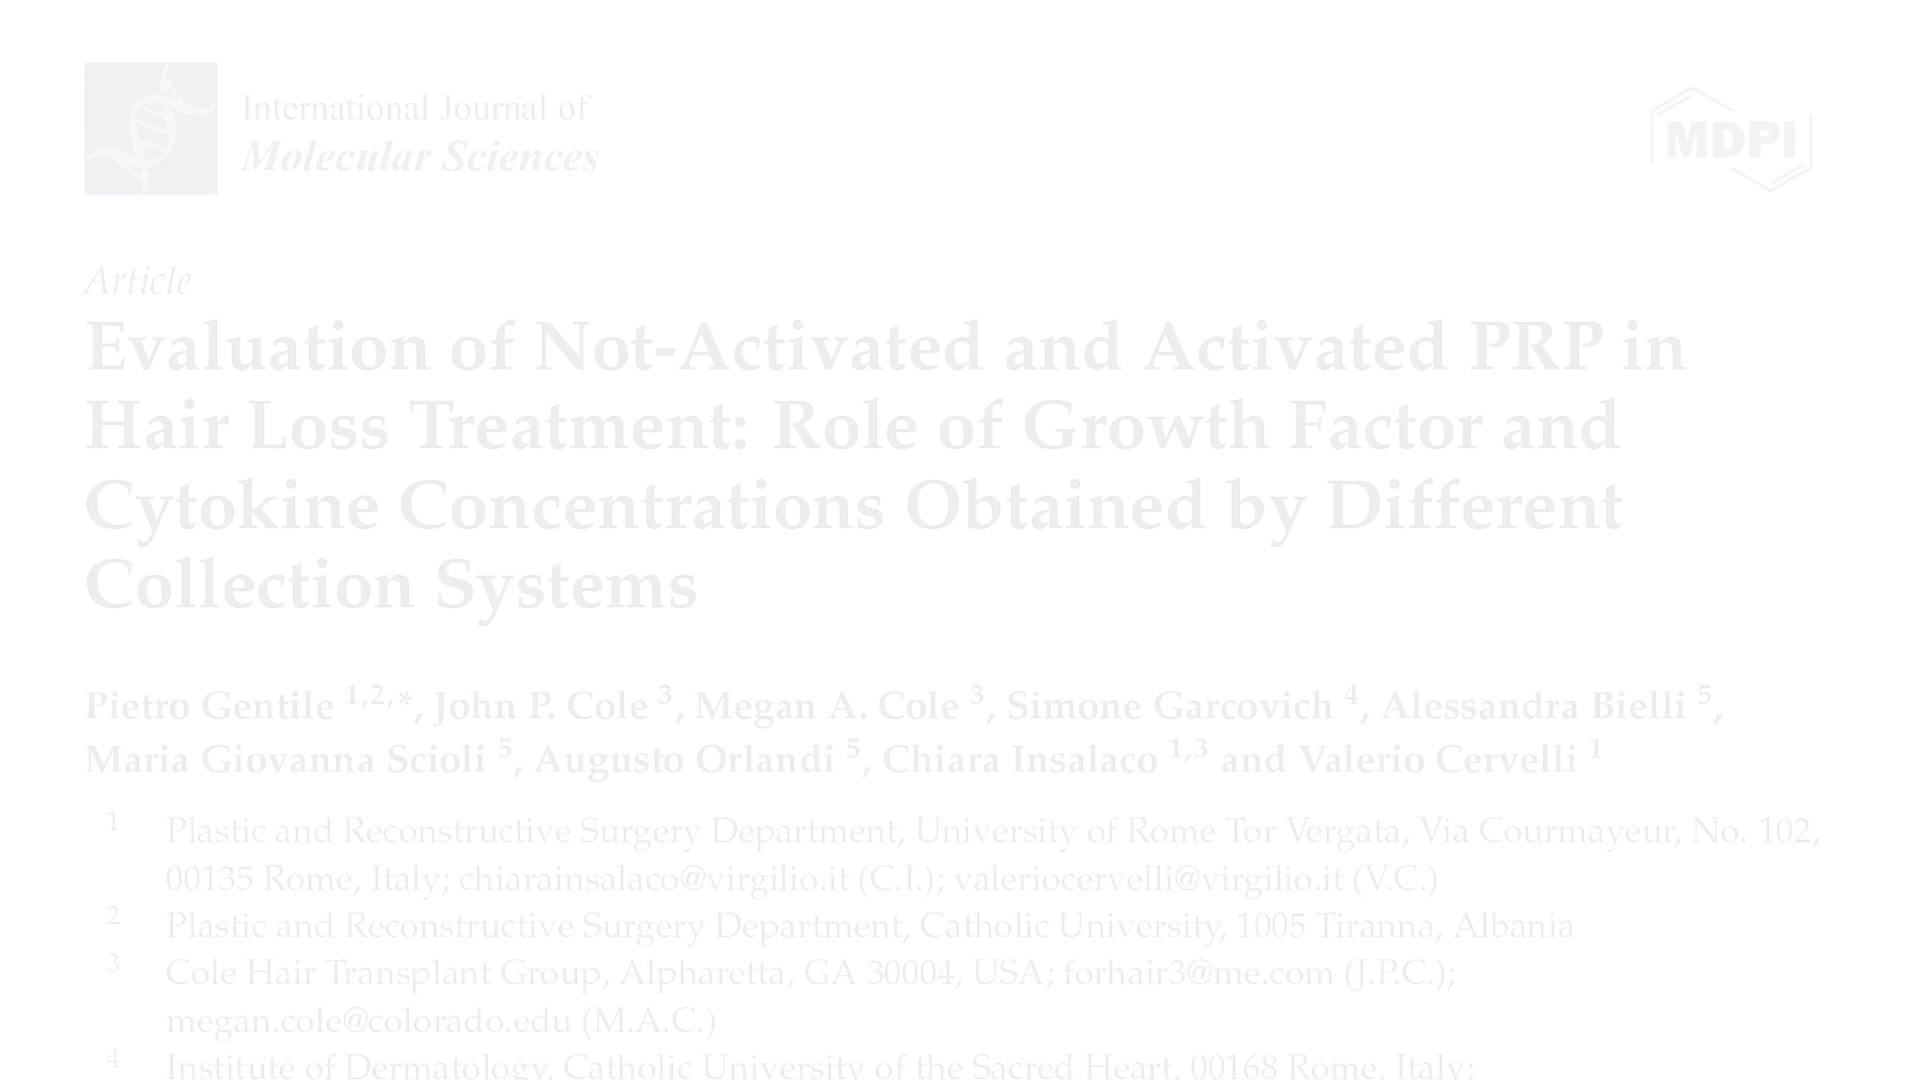 International Journal of
Molecular Sciences
MDPI
Article
Evaluation of Not-Activated and Activated PRP in
Hair Loss Treatment: Role of Growth Factor and
Cytokine Concentrations Obtained by Different
Collection Systems
Pietro Gentile 1,2,*, John P. Cole 3, Megan A. Cole 3, Simone Garcovich 4, Alessandra Bielli 5,
Maria Giovanna Scioli 5, Augusto Orlandi 5, Chiara Insalaco 1,3 and Valerio Cervelli 1
1 Plastic and Reconstructive Surgery Department, University of Rome Tor Vergata, Via Courmayeur, No. 102,
00135 Rome, Italy; chiarainsalaco@virgilio.it (C.I.); valeriocervelli@virgilio.it (V.C.)
2 Plastic and Reconstructive Surgery Department, Catholic University, 1005 Tiranna, Albania
3 Cole Hair Transplant Group, Alpharetta, GA 30004, USA; forhair3@me.com (J.P.C.);
megan.cole@colorado.edu (M.A.C.)
4 Institute of Dermatology, Catholic University of the Sacred Heart, 00168 Rome, Italy;